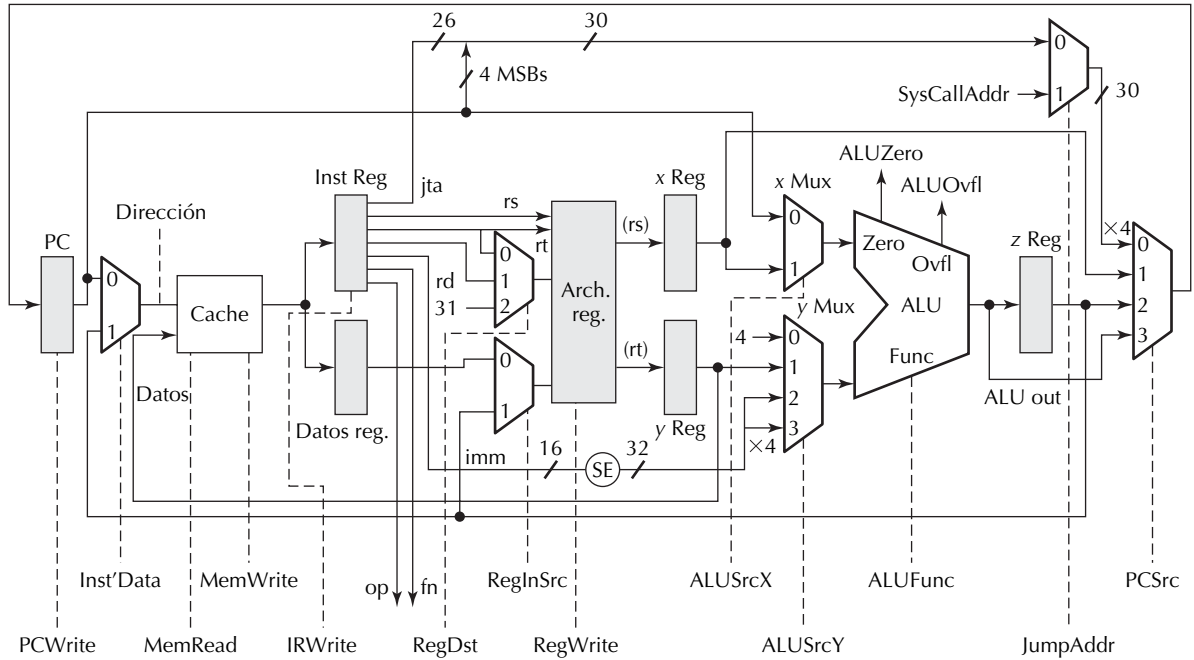 26
30
4 MSBs
0
1
SysCallAddr
30
Inst Reg
jta
x Reg
x Mux
ALUZero
ALUOvfl
Dirección
rs
rt
(rs)
PC
0
1
Cache
0
1
2
rd
31
Arch. reg.
0
1
Zero
Ovfl
ALU
Func
z Reg
×4
0
1
2
3
y Mux
4
0
1
2
3
×4
(rt)
0
1
Datos
Datos reg.
y Reg
ALU out
imm
16
SE
32
Inst'Data
MemWrite
op
fn
RegInSrc
ALUSrcX
ALUFunc
PCSrc
PCWrite
MemRead
IRWrite
RegDst
RegWrite
ALUSrcY
JumpAddr